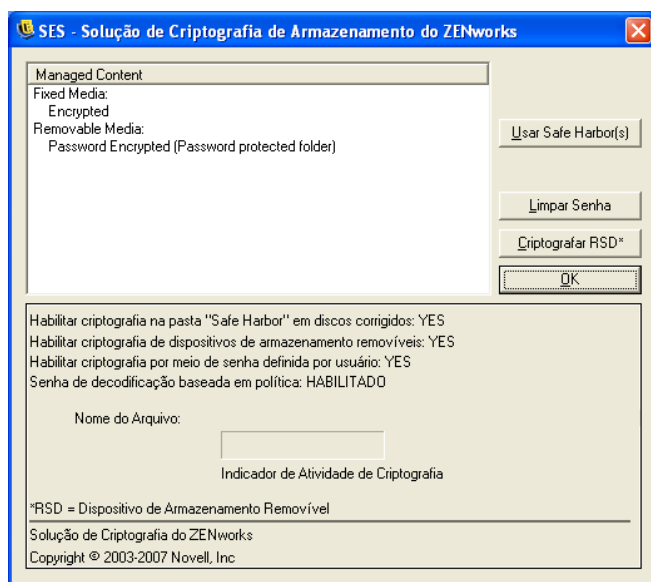 SES - Solução de Criptografia de Armazenamento do ZENworks
Managed Content
Fixed Media:
Encrypted
Removable Media:
Password Encrypted (Password protected folder)
Usar Safe Harbor(s)
Limpar Senha
Criptografar RSD*
OK
Habilitar criptografia na pasta "Safe Harbor" em discos corrigidos: YES
Habilitar criptografia de dispositivos de armazenamento removíveis: YES
Habilitar criptografia por meio de senha definida por usuário: YES
Senha de decodificação baseada em política: HABILITADO
Nome do Arquivo:
Indicador de Atividade de Criptografia
*RSD = Dispositivo de Armazenamento Removível
Solução de Criptografia do ZENworks
Copyright © 2003-2007 Novell, Inc